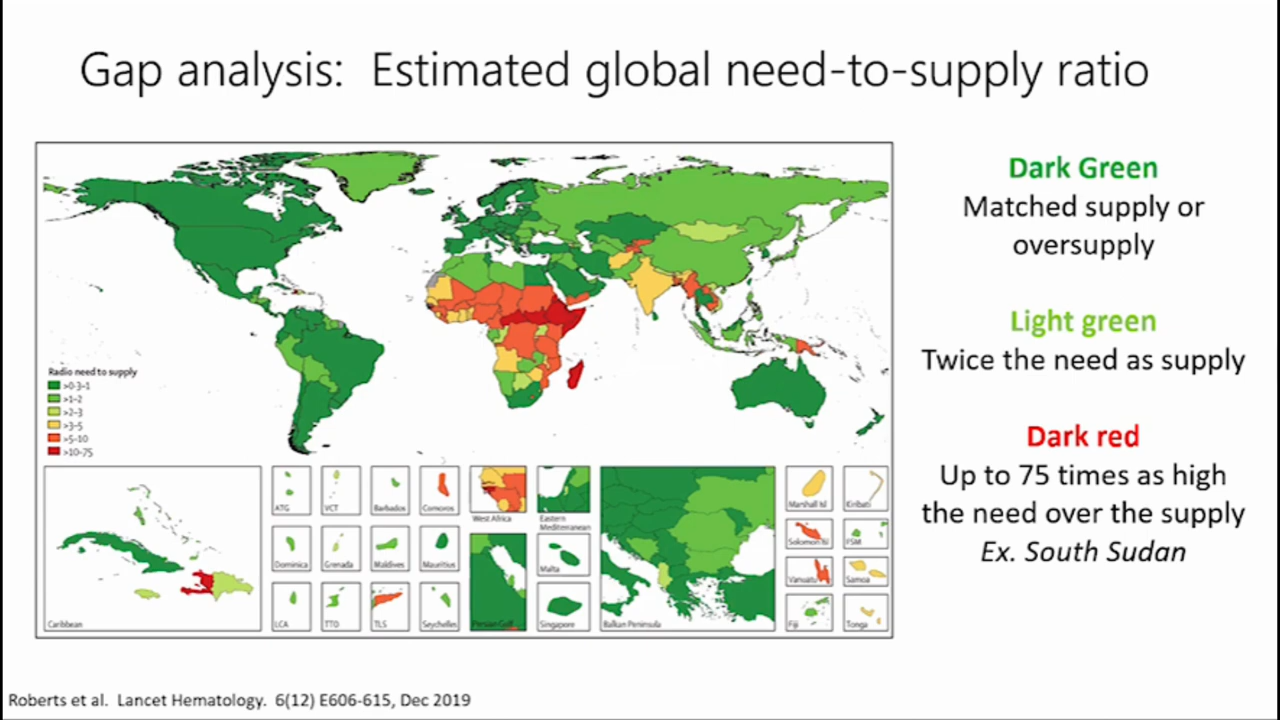 Gap analysis: Estimated global need-to-supply ratio
Dark Green
Matched supply or
oversupply
Light green
Twice the need as supply
Dark red
Up to 75 times as high
the need over the supply
Ex. South Sudan
Radio need to supply
>0·3-1
>1-2
>2-3
>3-5
>5-10
>10-75
Caribbean
ATG
VCT
Barbados
Comoros
West Africa
Eastern
Mediterranean
Dominica
Grenada
Maldives
Mauritius
Malta
LCA
TTO
TLS
Seychelles
Persian Gulf
Singapore
Balkan Peninsula
Marshall Isl
Kiribati
Solomon Isl
FSM
Vanuatu
Samoa
Fiji
Tonga
Roberts et al. Lancet Hematology. 6(12) E606-615, Dec 2019